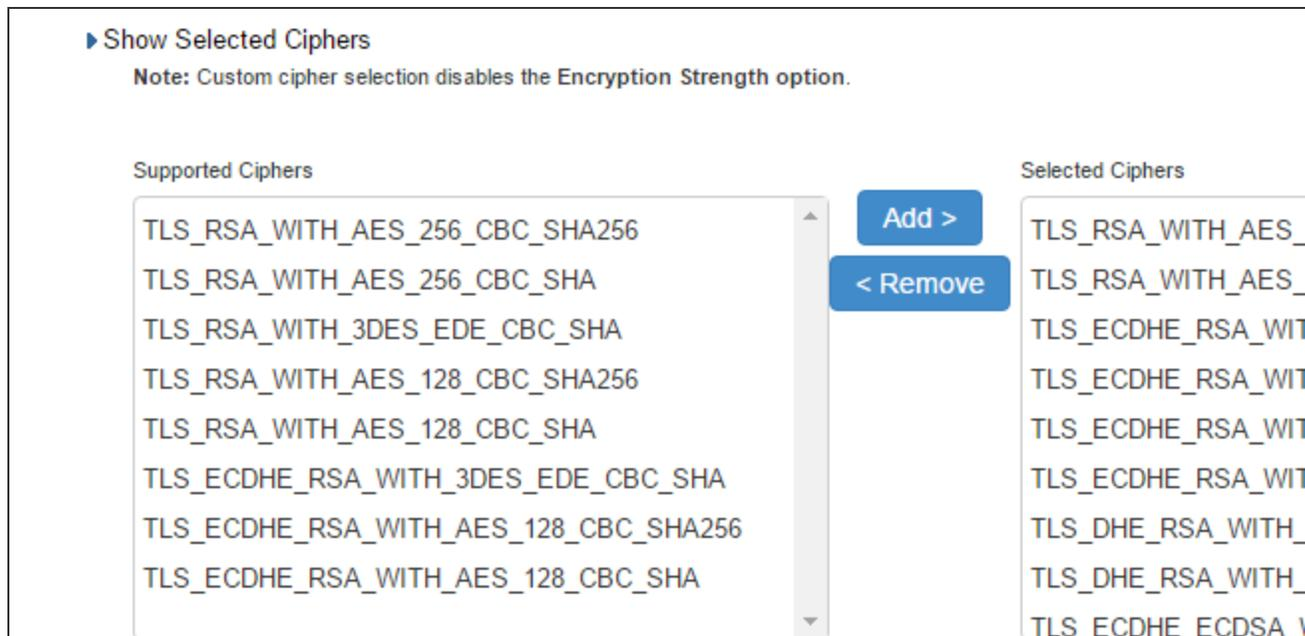 Show Selected Ciphers
Note: Custom cipher selection disables the Encryption Strength option.
Supported Ciphers
TLS_RSA_WITH_AES_256_CBC_SHA256
TLS_RSA_WITH_AES_256_CBC_SHA
TLS_RSA_WITH_3DES_EDE_CBC_SHA
TLS_RSA_WITH_AES_128_CBC_SHA256
TLS_RSA_WITH_AES_128_CBC_SHA
TLS_ECDHE_RSA_WITH_3DES_EDE_CBC_SHA
TLS_ECDHE_RSA_WITH_AES_128_CBC_SHA256
TLS_ECDHE_RSA_WITH_AES_128_CBC_SHA
Add >
< Remove
Selected Ciphers
TLS_RSA_WITH_AES_
TLS_RSA_WITH_AES_
TLS_ECDHE_RSA_WIT
TLS_ECDHE_RSA_WIT
TLS_ECDHE_RSA_WIT
TLS_ECDHE_RSA_WIT
TLS_DHE_RSA_WITH_
TLS_DHE_RSA_WITH_
TLS_ECDHE_ECDSA_W